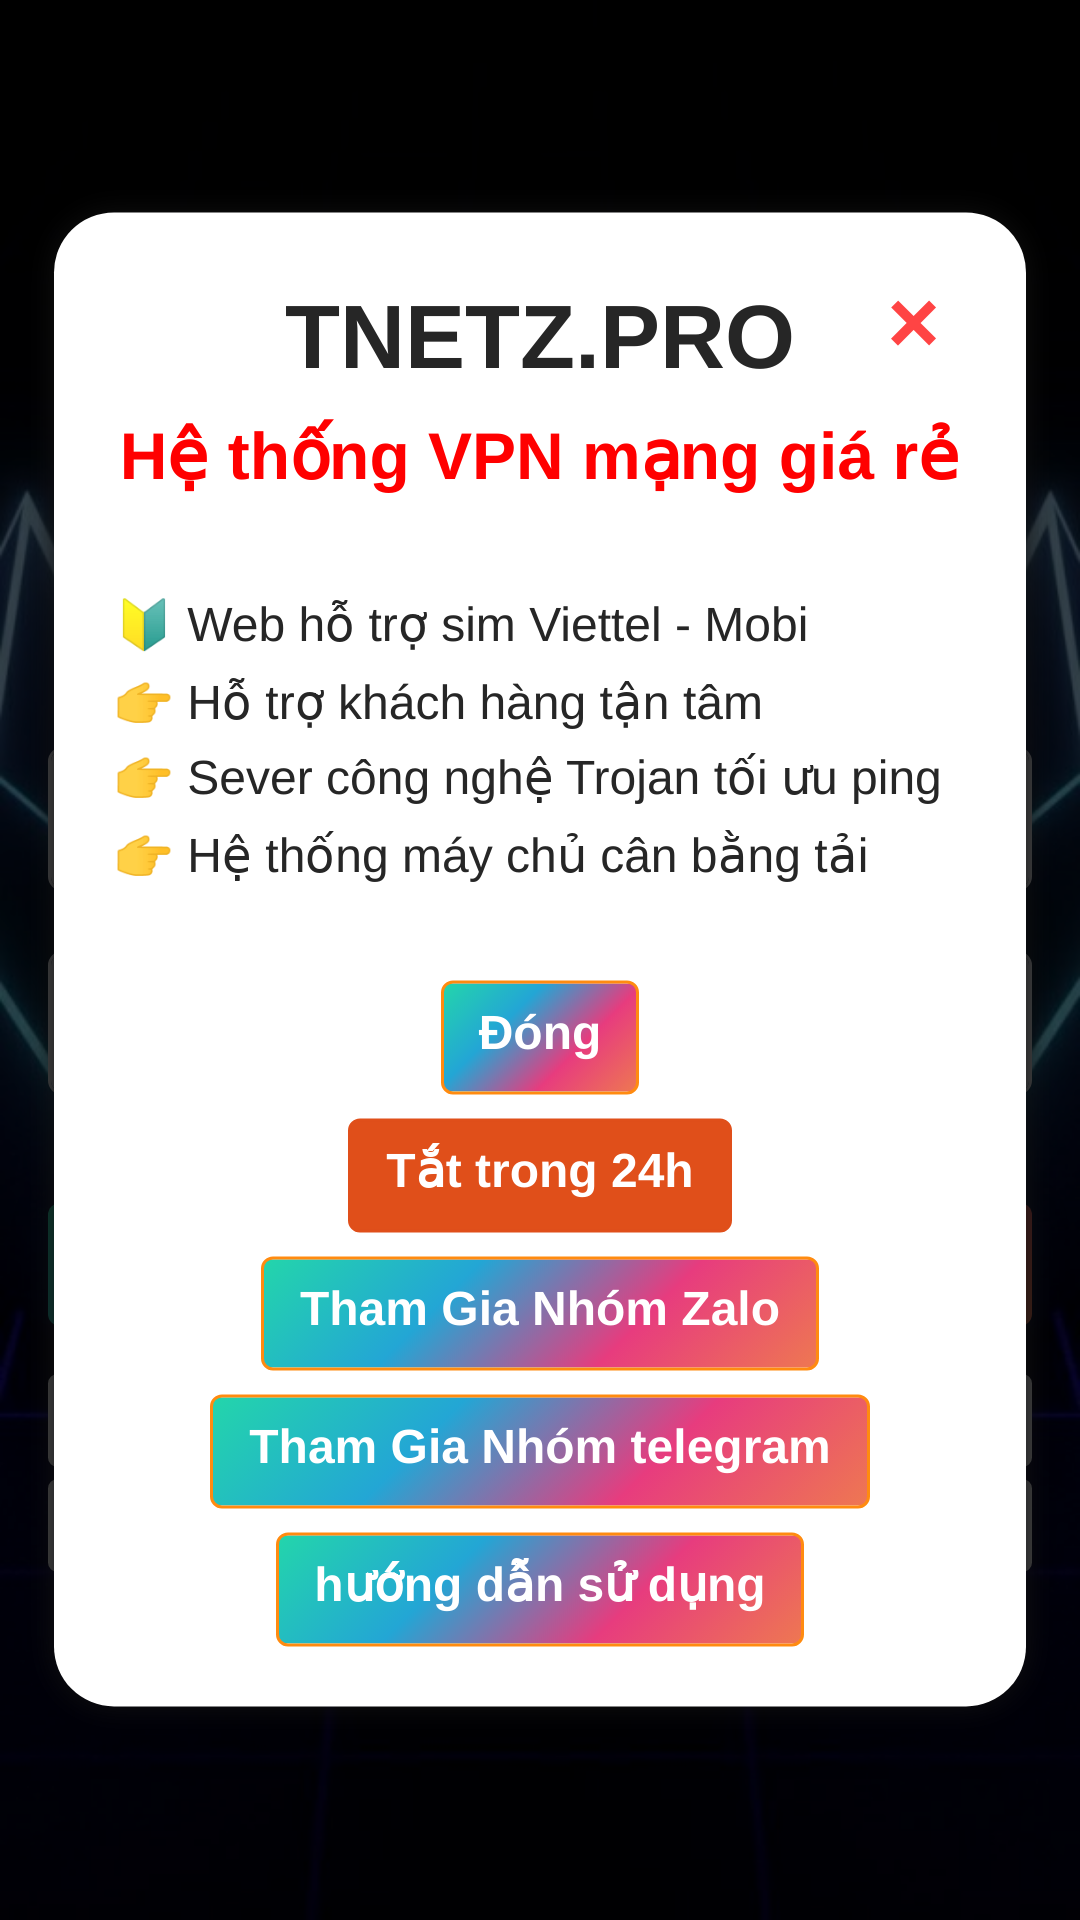 TNETZ.PRO ✕
Hệ thống VPN mạng giá rẻ
🔰 Web hỗ trợ sim Viettel - Mobi
👉 Hỗ trợ khách hàng tận tâm
👉 Sever công nghệ Trojan tối ưu ping
👉 Hệ thống máy chủ cân bằng tải
Đóng
Tắt trong 24h
Tham Gia Nhóm Zalo
Tham Gia Nhóm telegram
hướng dẫn sử dụng